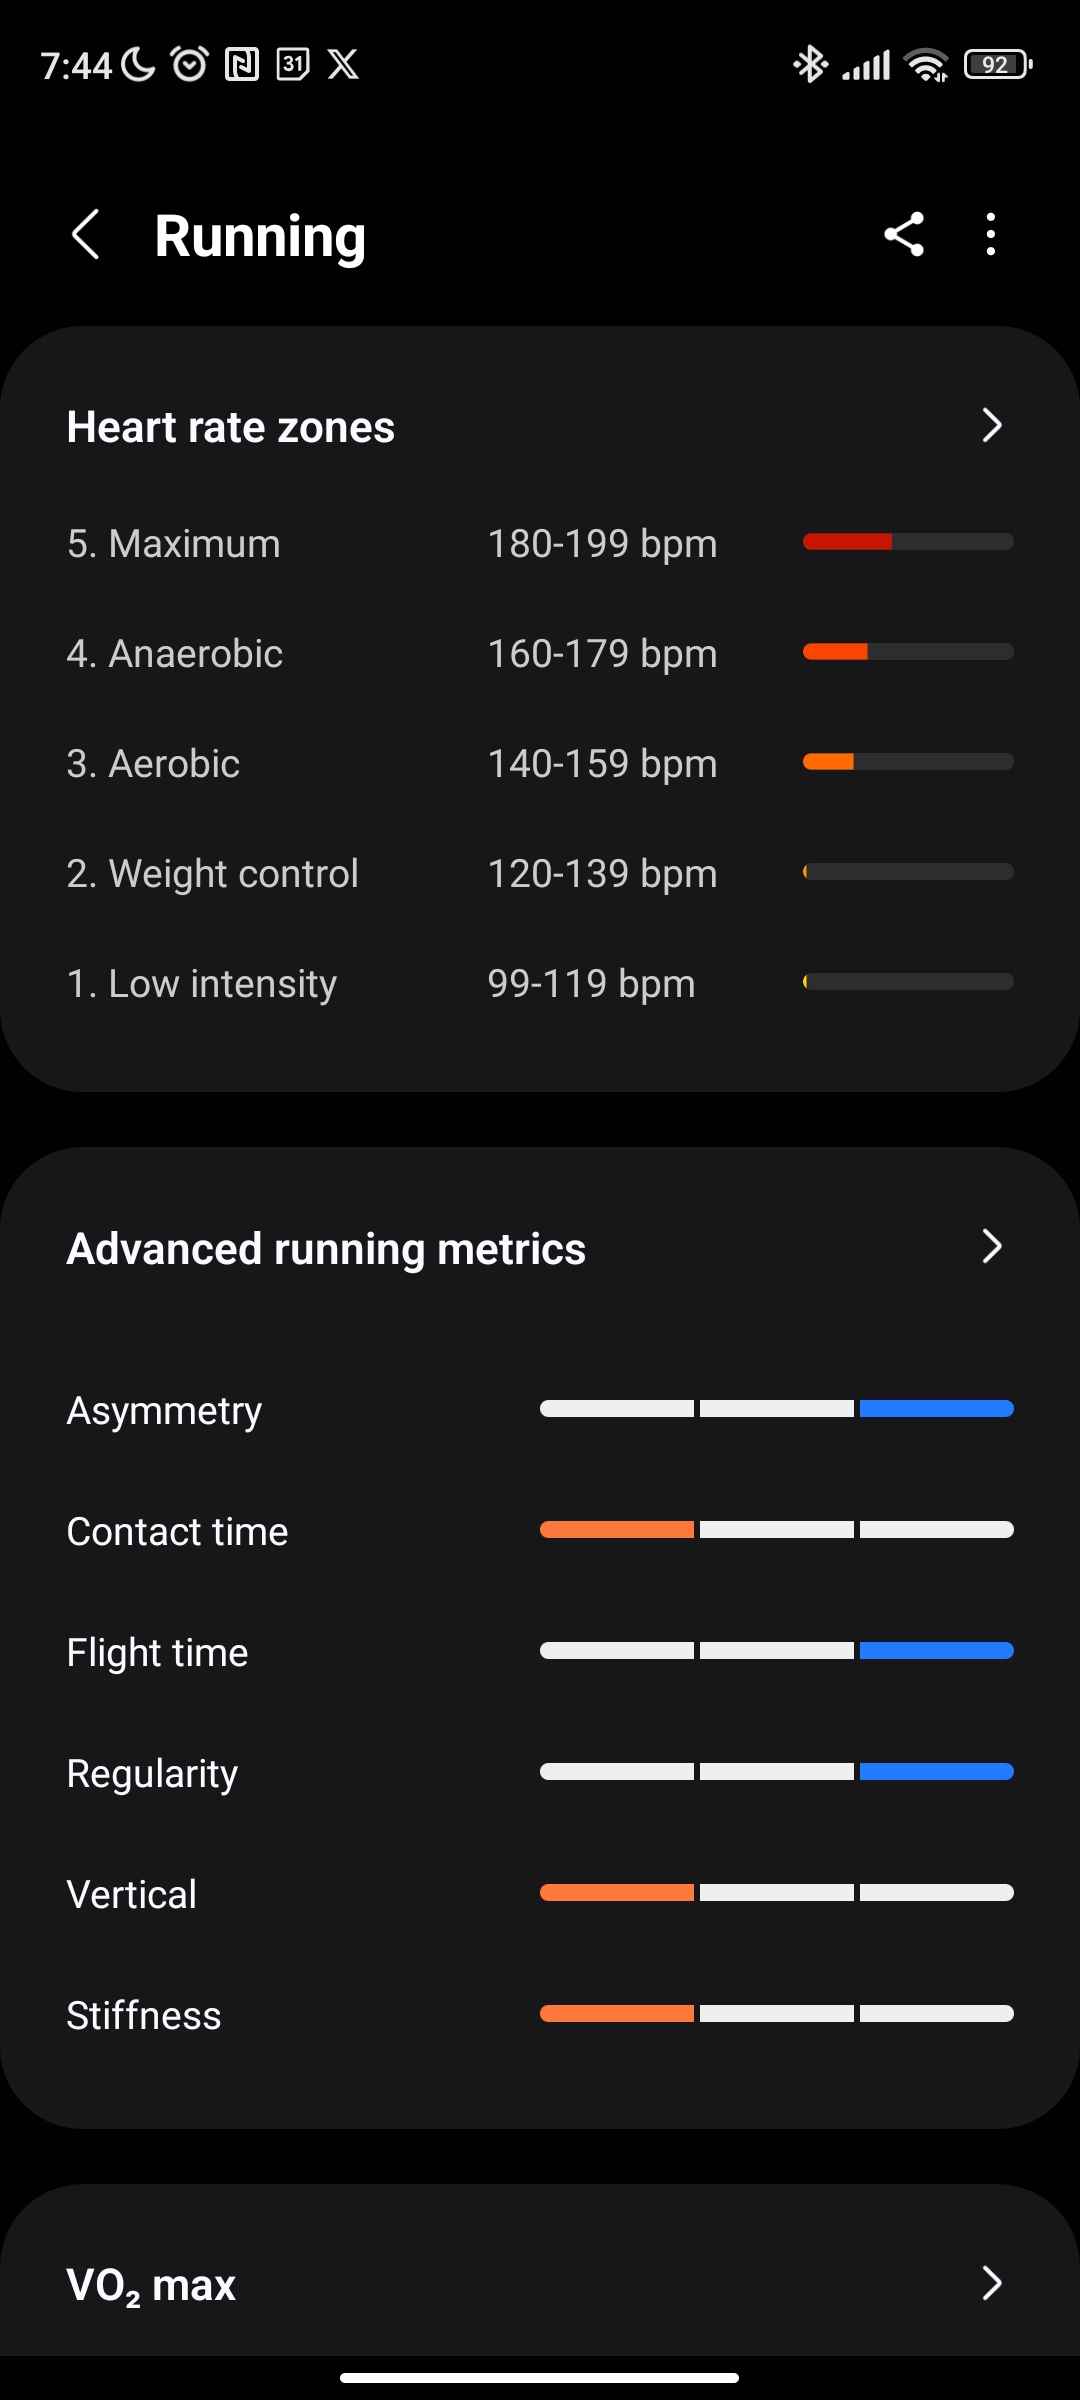 7:44 31 92
Running
Heart rate zones
5. Maximum 180-199 bpm
4. Anaerobic 160-179 bpm
3. Aerobic 140-159 bpm
2. Weight control 120-139 bpm
1. Low intensity 99-119 bpm
Advanced running metrics
Asymmetry
Contact time
Flight time
Regularity
Vertical
Stiffness
VO₂ max